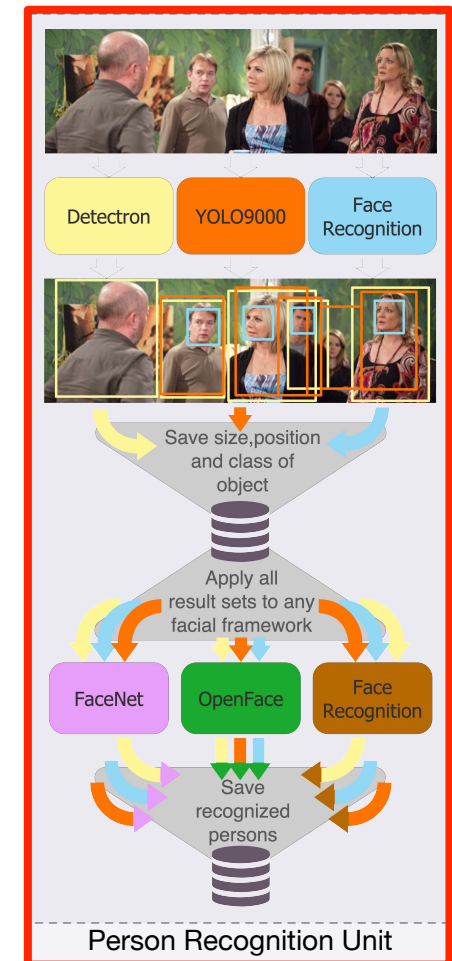 Detectron
YOLO9000
Face
Recognition
Save size,position
and class of
object
Apply all
result sets to any
facial framework
FaceNet
OpenFace
Face
Recognition
Save
recognized
persons
Person Recognition Unit